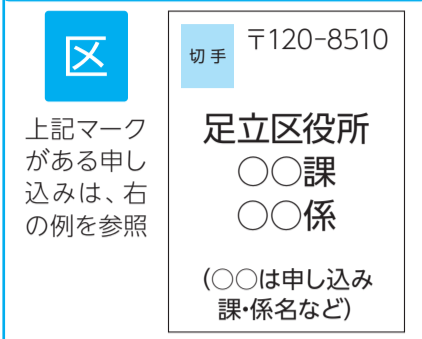 区
上記マーク
がある申し
込みは、右
の例を参照
切手
〒120-8510
足立区役所
○○課
○○係
(○○は申し込み
課・係名など)